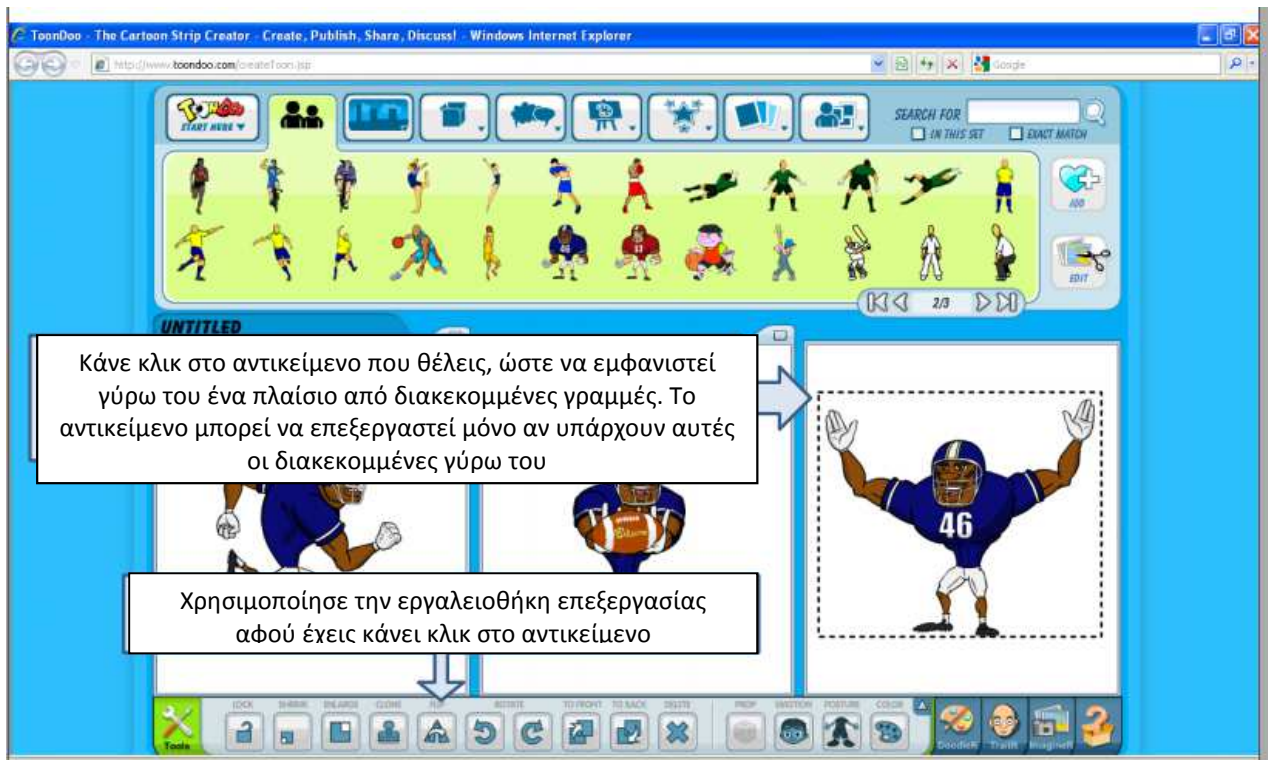 ToonDoo - The Cartoon Strip Creator - Create, Publish, Share, Discuss! - Windows Internet Explorer
http://www.toondoo.com/createToon.jsp
Google
TOONDOO
START HERE
SEARCH FOR
IN THIS SET
EXACT MATCH
ADD
EDIT
2/3
UNTITLED
Κάνε κλικ στο αντικείμενο που θέλεις, ώστε να εμφανιστεί
γύρω του ένα πλαίσιο από διακεκομμένες γραμμές. Το
αντικείμενο μπορεί να επεξεργαστεί μόνο αν υπάρχουν αυτές
οι διακεκομμένες γύρω του
46
Χρησιμοποίησε την εργαλειοθήκη επεξεργασίας
αφού έχεις κάνει κλικ στο αντικείμενο
LOCK SHRINK ENLARGE CLONE FLIP ROTATE TO FRONT TO BACK DELETE PROP EMOTION POSTURE COLOR
Tools
DoodleR TraitR ImagineR